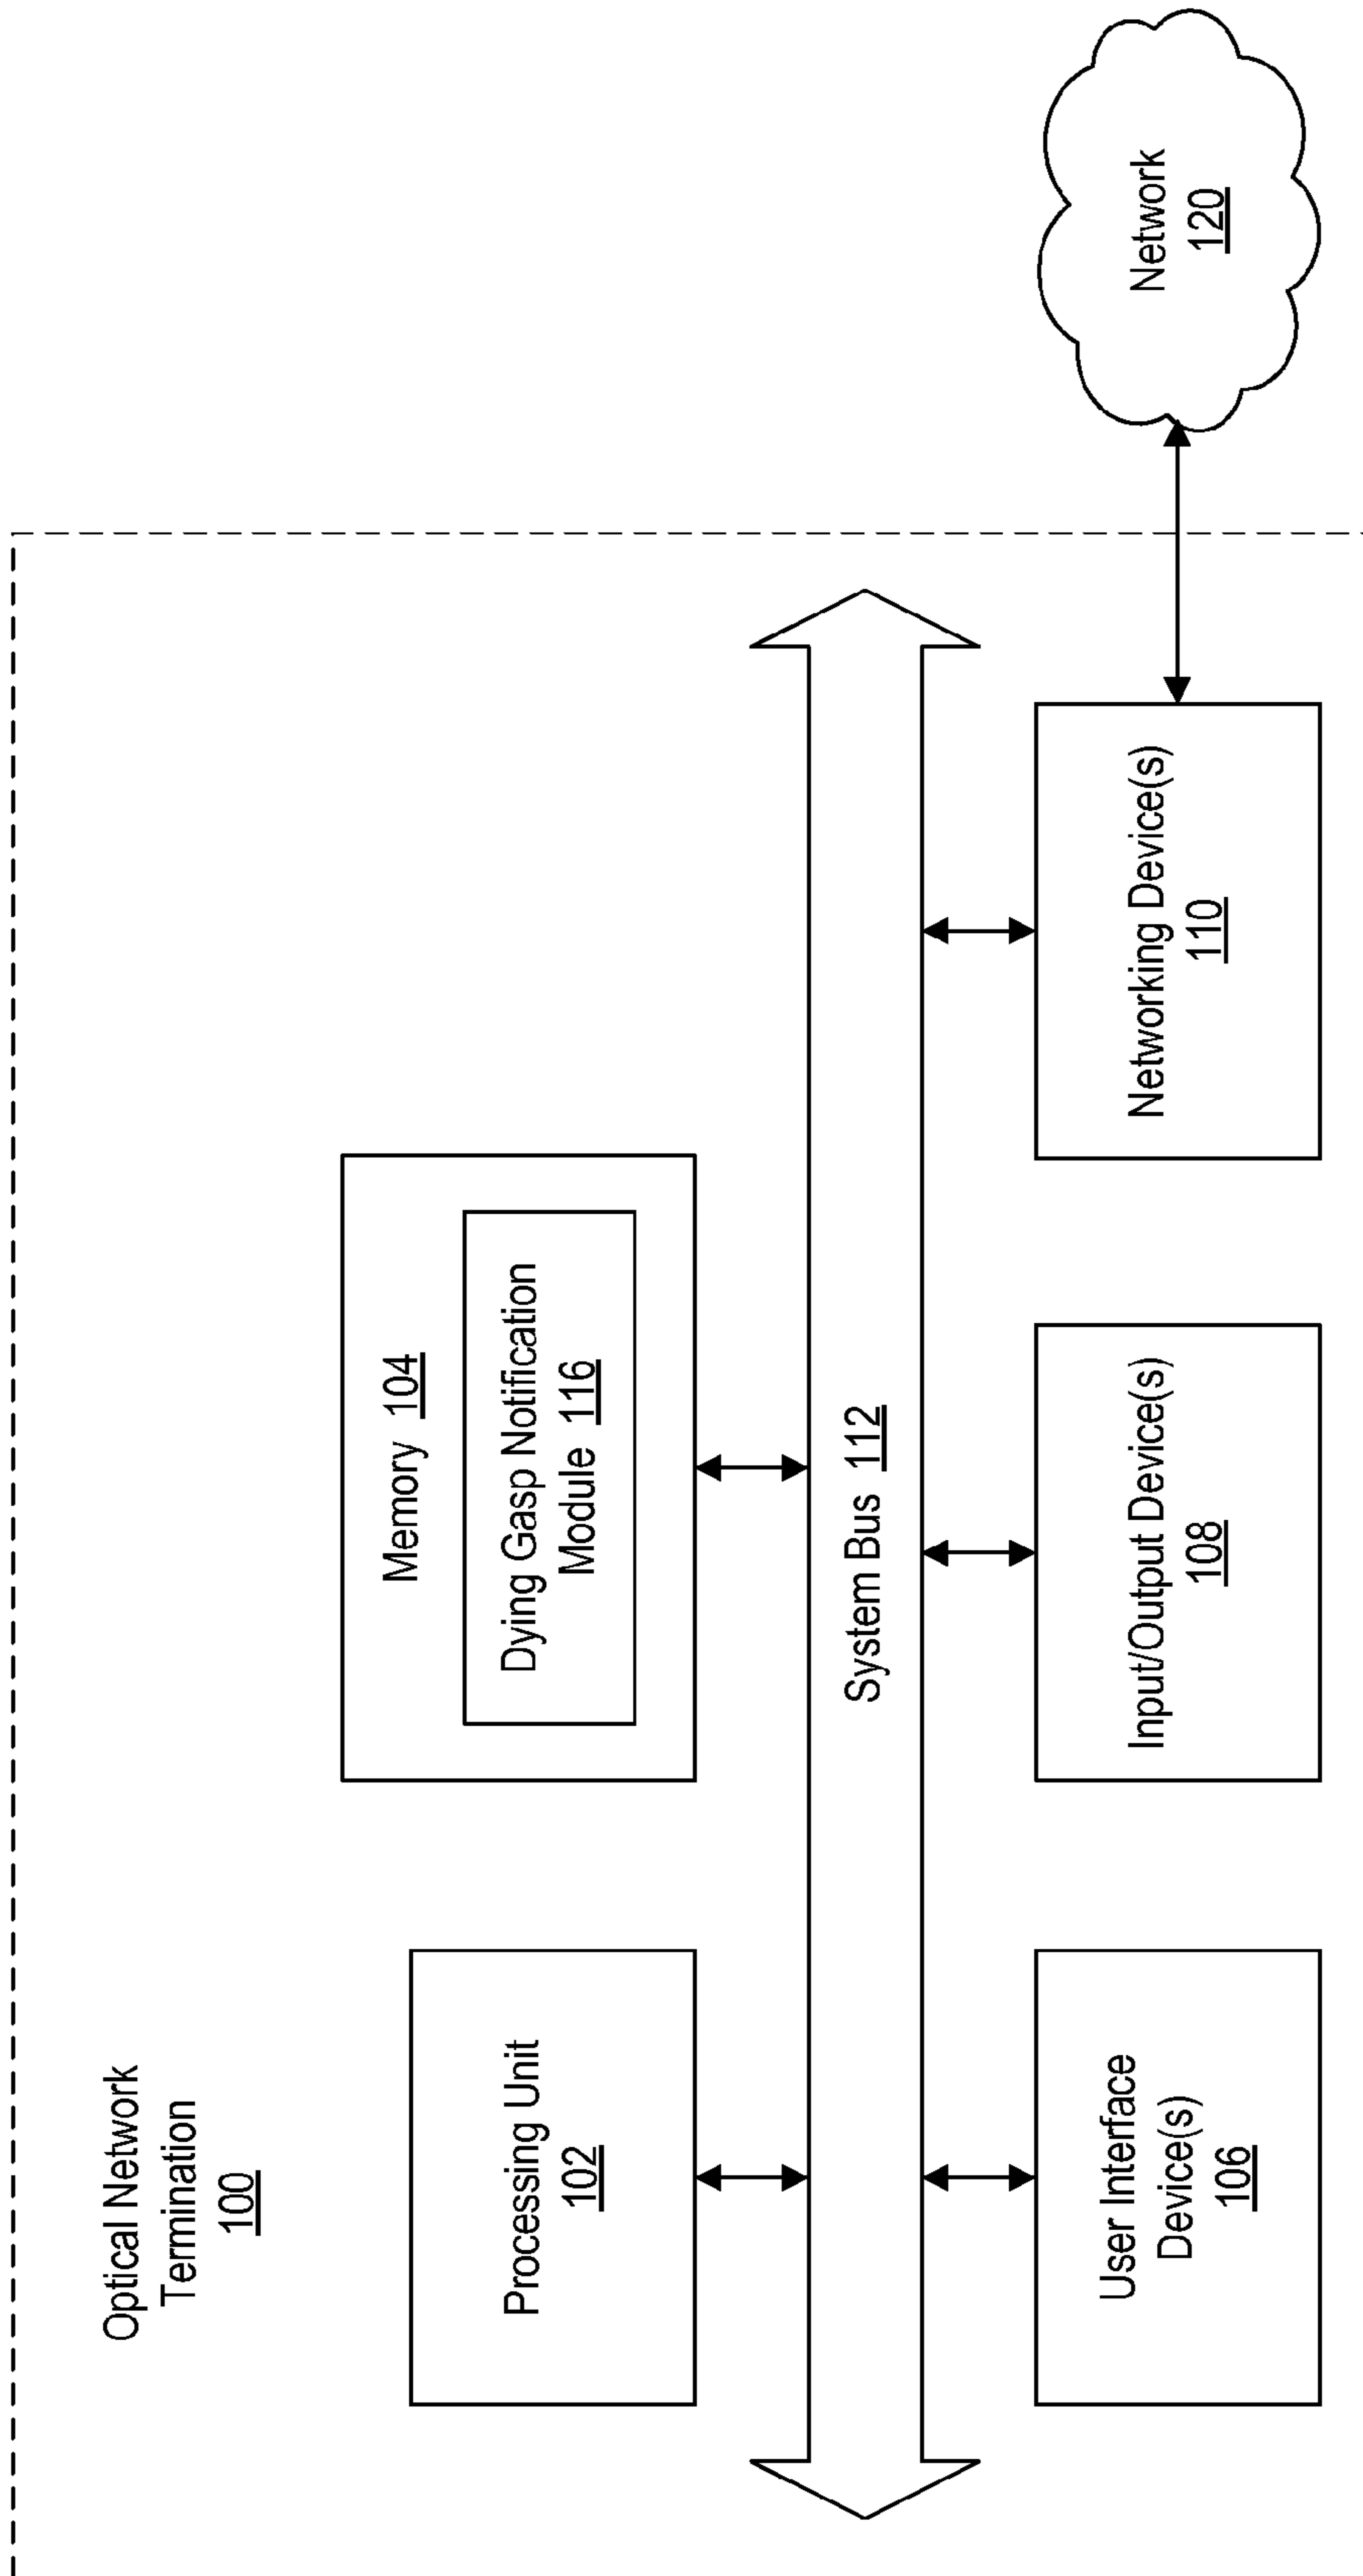 Optical Network
Termination
100
Processing Unit
102
Memory 104
Dying Gasp Notification
Module 116
System Bus 112
User Interface
Device(s)
106
Input/Output Device(s)
108
Networking Device(s)
110
Network
120